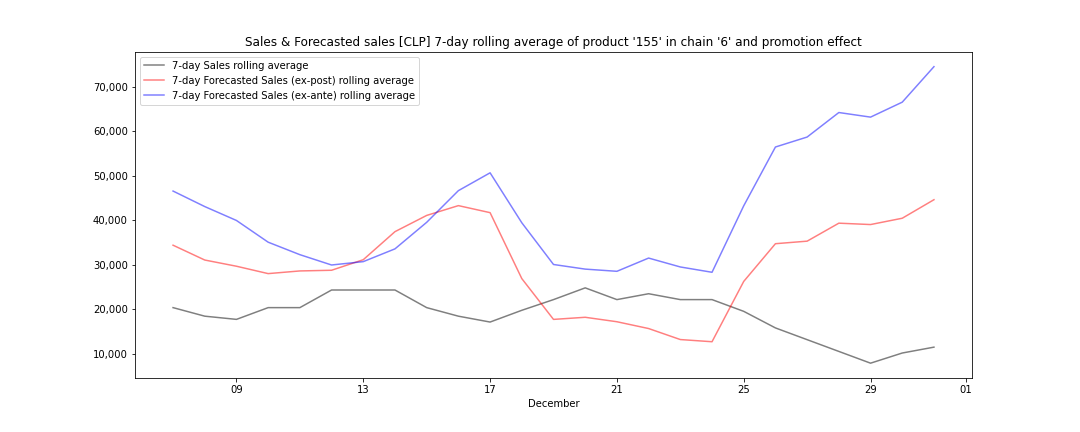 Sales & Forecasted sales [CLP] 7-day rolling average of product '155' in chain '6' and promotion effect
7-day Sales rolling average
7-day Forecasted Sales (ex-post) rolling average
7-day Forecasted Sales (ex-ante) rolling average
70,000
60,000
50,000
40,000
30,000
20,000
10,000
09 13 17 21 25 29 01
December